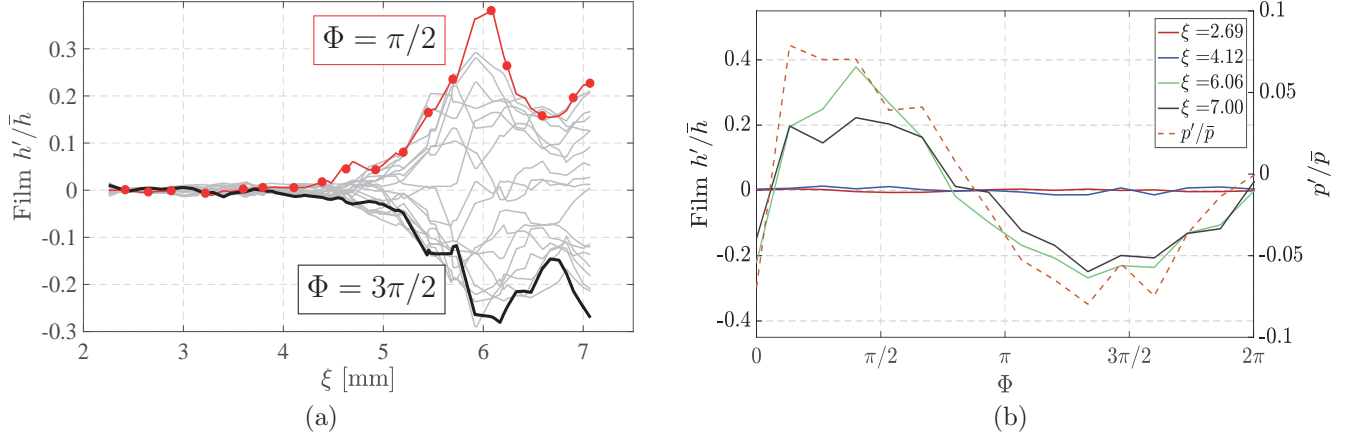 Film h′/h̄
0.3
0.2
0.1
0
-0.1
-0.2
-0.3
Φ = π/2
Φ = 3π/2
2 3 4 5 6 7
ξ [mm]
(a)
Film h′/h̄
0.4
0.2
0
-0.2
-0.4
ξ =2.69
ξ =4.12
ξ =6.06
ξ =7.00
p′/p̄
0.1
0.05
0
-0.05
-0.1
p′/p̄
0 π/2 π 3π/2 2π
Φ
(b)